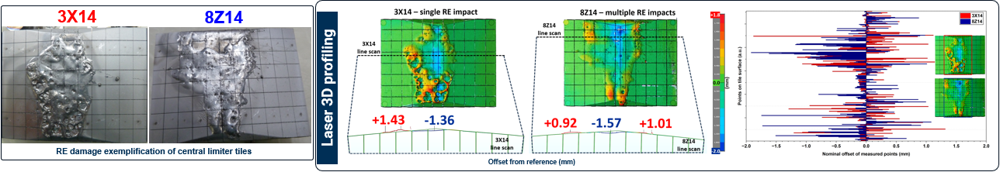 3X14
8Z14
RE damage exemplification of central limiter tiles
Laser 3D profiling
3X14 – single RE impact
3X14
line scan
+1.43
-1.36
3X14
line scan
8Z14 – multiple RE impacts
8Z14
line scan
+0.92
-1.57
+1.01
8Z14
line scan
Offset from reference (mm)
+1.8
0.0
-2.0
(mm)
Points on tile surface (a.u.)
3X14
8Z14
-2.0
-1.5
-1.0
-0.5
0.0
0.5
1.0
1.5
2.0
Nominal offset of measured points (mm)